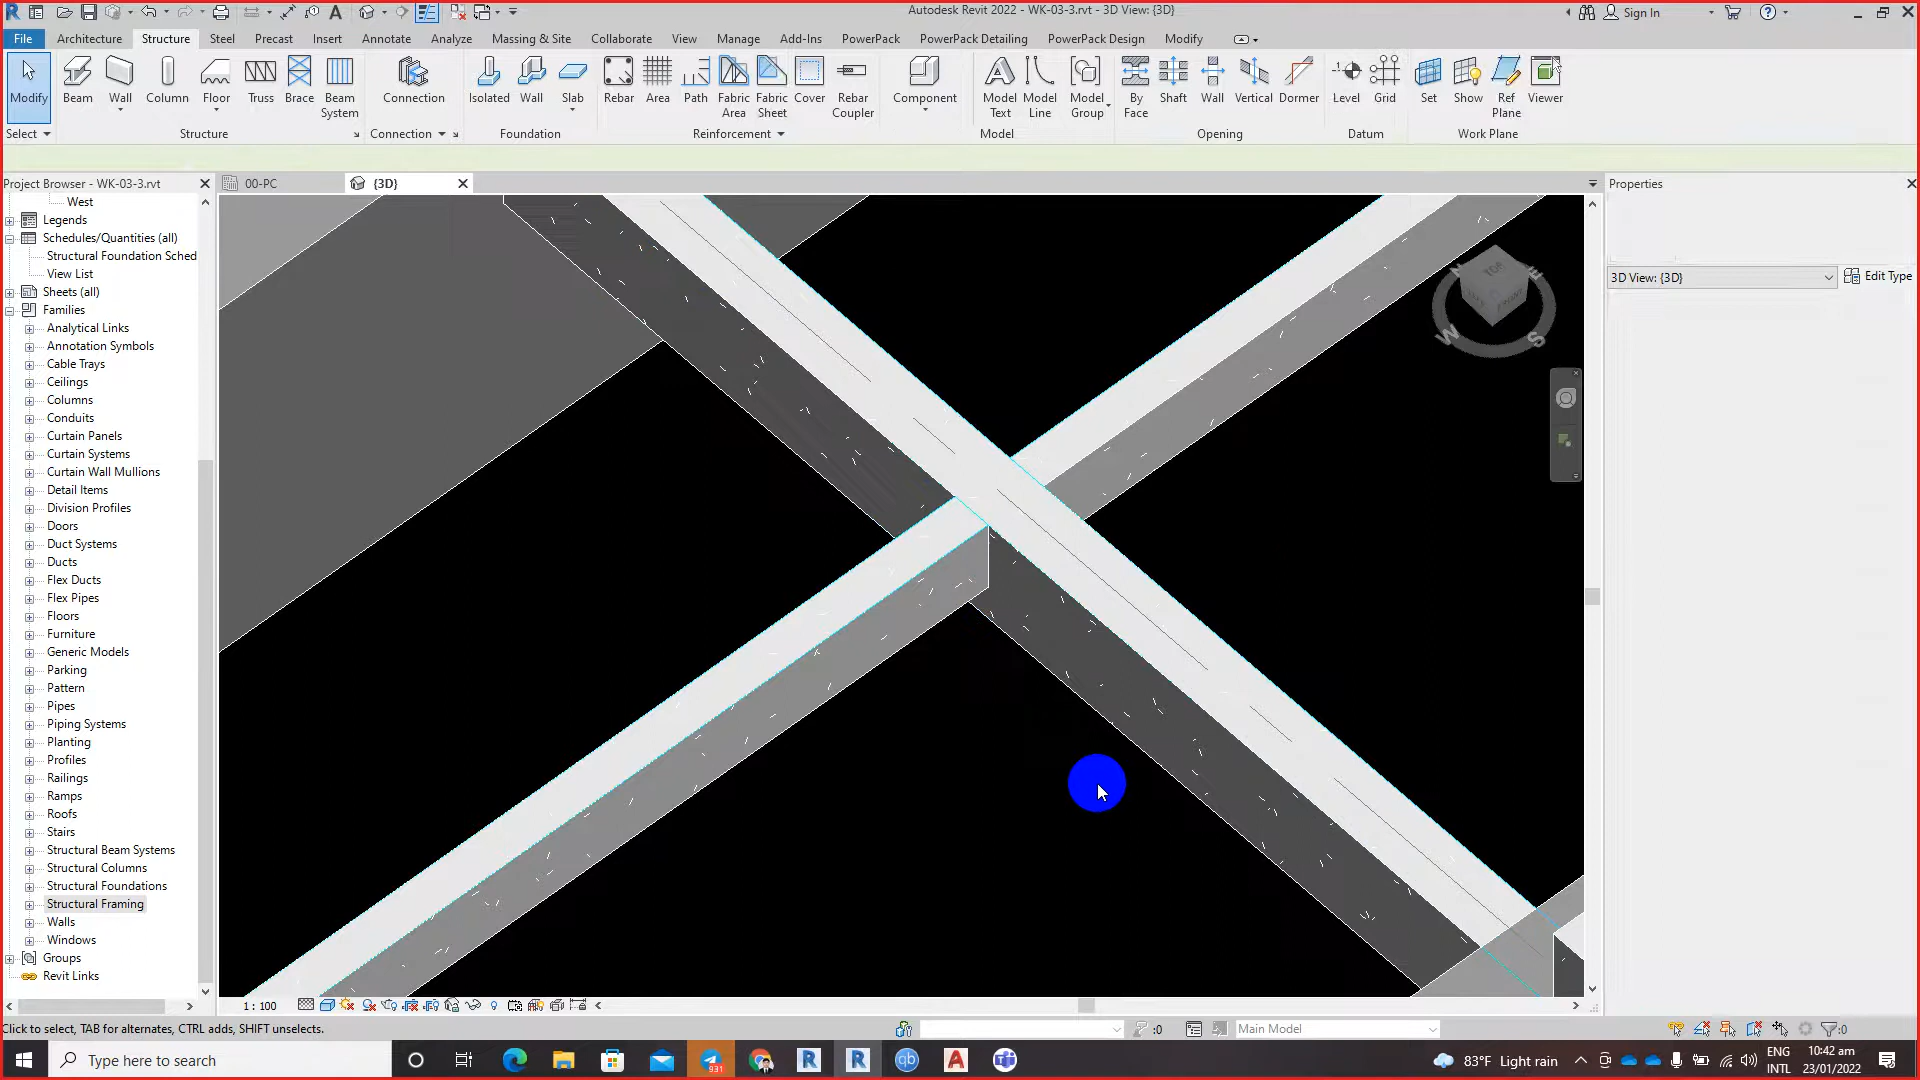 Autodesk Revit 2022 - WK-03-3.rvt - 3D View: {3D}
Sign In
File Architecture Structure Steel Precast Insert Annotate Analyze Massing & Site Collaborate View Manage Add-Ins PowerPack PowerPack Detailing PowerPack Design Modify
Modify Beam Wall Column Floor Truss Brace Beam System Connection Isolated Wall Slab Rebar Area Path Fabric Area Fabric Sheet Cover Rebar Coupler Component Model Text Model Line Model Group By Face Shaft Wall Vertical Dormer Level Grid Set Show Ref Plane Viewer
Select Structure Connection Foundation Reinforcement Model Opening Datum Work Plane
Project Browser - WK-03-3.rvt
00-PC
{3D}
Properties
West
Legends
Schedules/Quantities (all)
Structural Foundation Sched
View List
Sheets (all)
Families
Analytical Links
Annotation Symbols
Cable Trays
Ceilings
Columns
Conduits
Curtain Panels
Curtain Systems
Curtain Wall Mullions
Detail Items
Division Profiles
Doors
Duct Systems
Ducts
Flex Ducts
Flex Pipes
Floors
Furniture
Generic Models
Parking
Pattern
Pipes
Piping Systems
Planting
Profiles
Railings
Ramps
Roofs
Stairs
Structural Beam Systems
Structural Columns
Structural Foundations
Structural Framing
Walls
Windows
Groups
Revit Links
TOP
W
S
E
3D View: {3D}
Edit Type
1 : 100
Click to select, TAB for alternates, CTRL adds, SHIFT unselects.
:0
Main Model
:0
Type here to search
931
83°F Light rain
ENG
INTL
10:42 am
23/01/2022